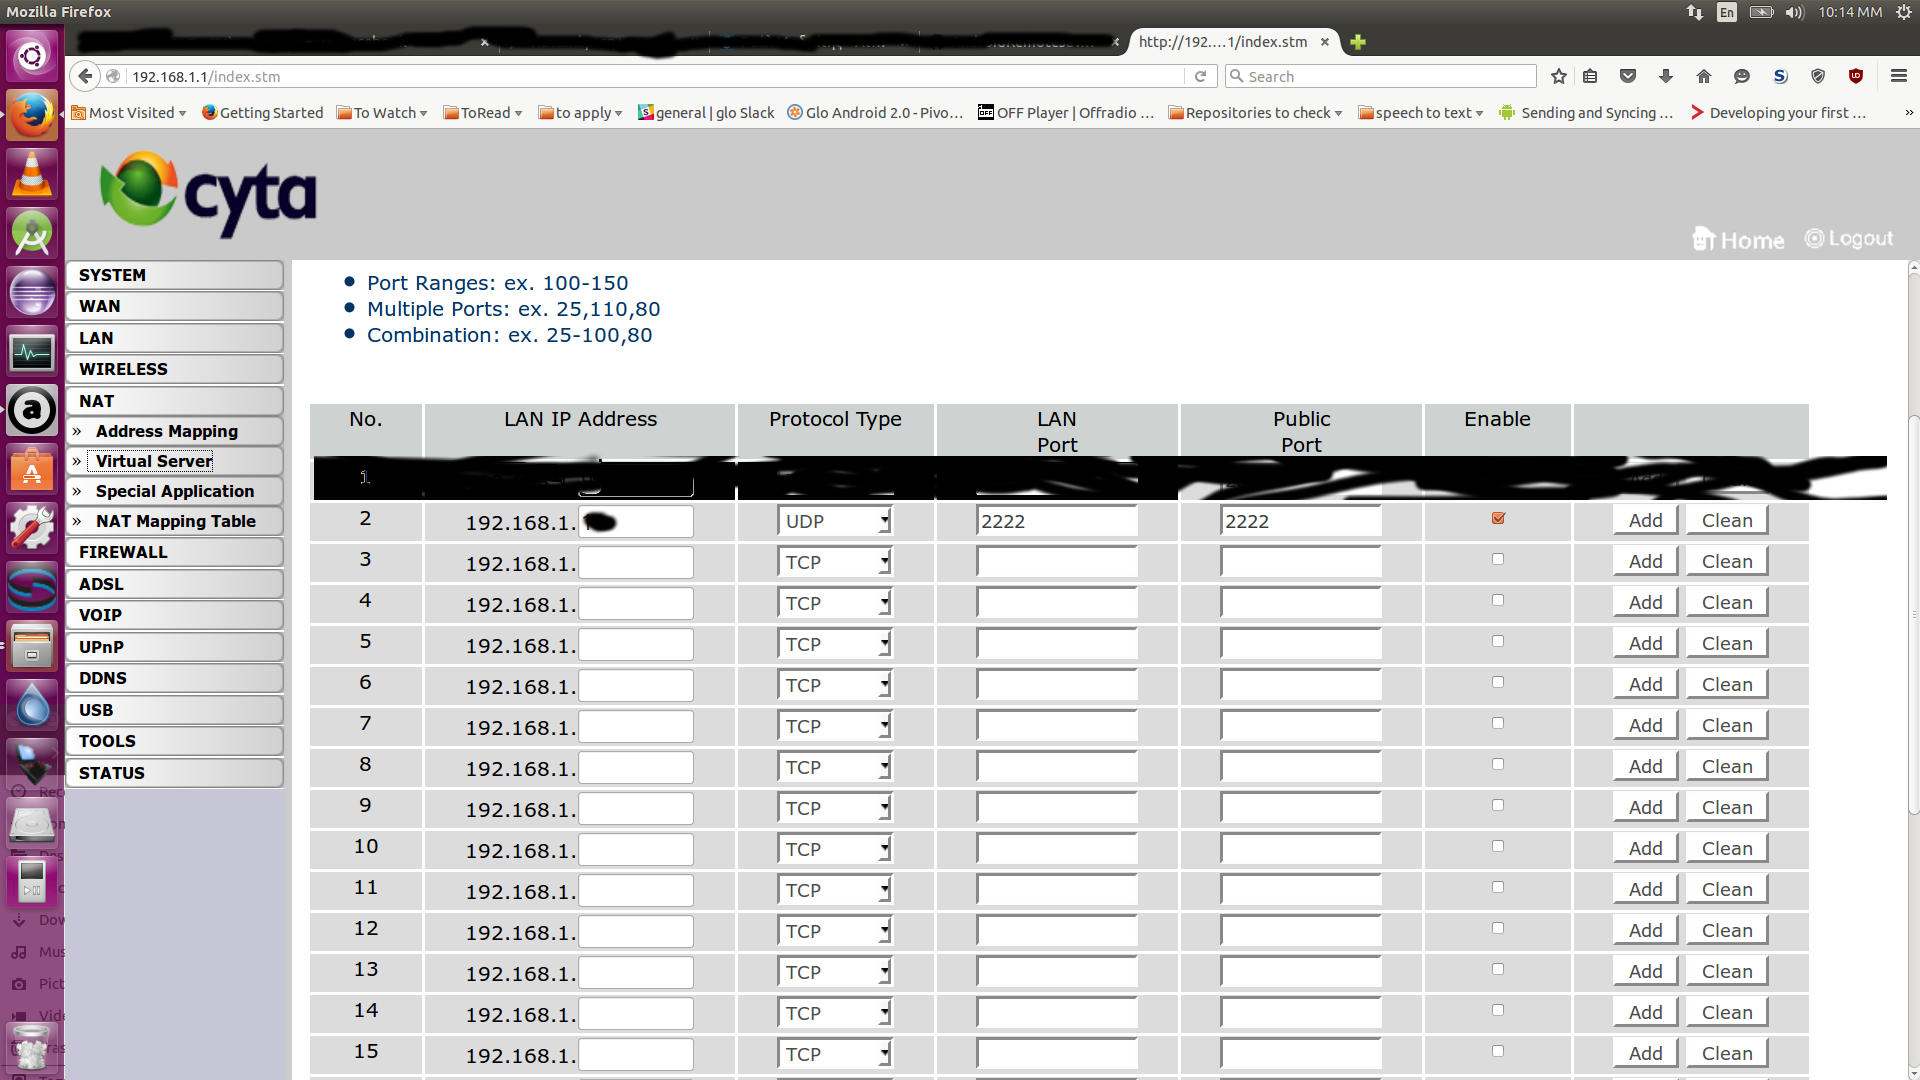 Mozilla Firefox
En
10:14 ΜΜ
http://192....1/index.stm
192.168.1.1/index.stm
Search
Most Visited
Getting Started
To Watch
ToRead
to apply
general | glo Slack
Glo Android 2.0 - Pivo...
OFF Player | Offradio ...
Repositories to check
speech to text
Sending and Syncing ...
Developing your first ...
»
cyta
Home
Logout
SYSTEM
WAN
LAN
WIRELESS
NAT
» Address Mapping
» Virtual Server
» Special Application
» NAT Mapping Table
FIREWALL
ADSL
VOIP
UPnP
DDNS
USB
TOOLS
STATUS
Port Ranges: ex. 100-150
Multiple Ports: ex. 25,110,80
Combination: ex. 25-100,80
No. LAN IP Address Protocol Type LAN Port Public Port Enable
1
2 192.168.1. UDP 2222 2222 Add Clean
3 192.168.1. TCP Add Clean
4 192.168.1. TCP Add Clean
5 192.168.1. TCP Add Clean
6 192.168.1. TCP Add Clean
7 192.168.1. TCP Add Clean
8 192.168.1. TCP Add Clean
9 192.168.1. TCP Add Clean
10 192.168.1. TCP Add Clean
11 192.168.1. TCP Add Clean
12 192.168.1. TCP Add Clean
13 192.168.1. TCP Add Clean
14 192.168.1. TCP Add Clean
15 192.168.1. TCP Add Clean